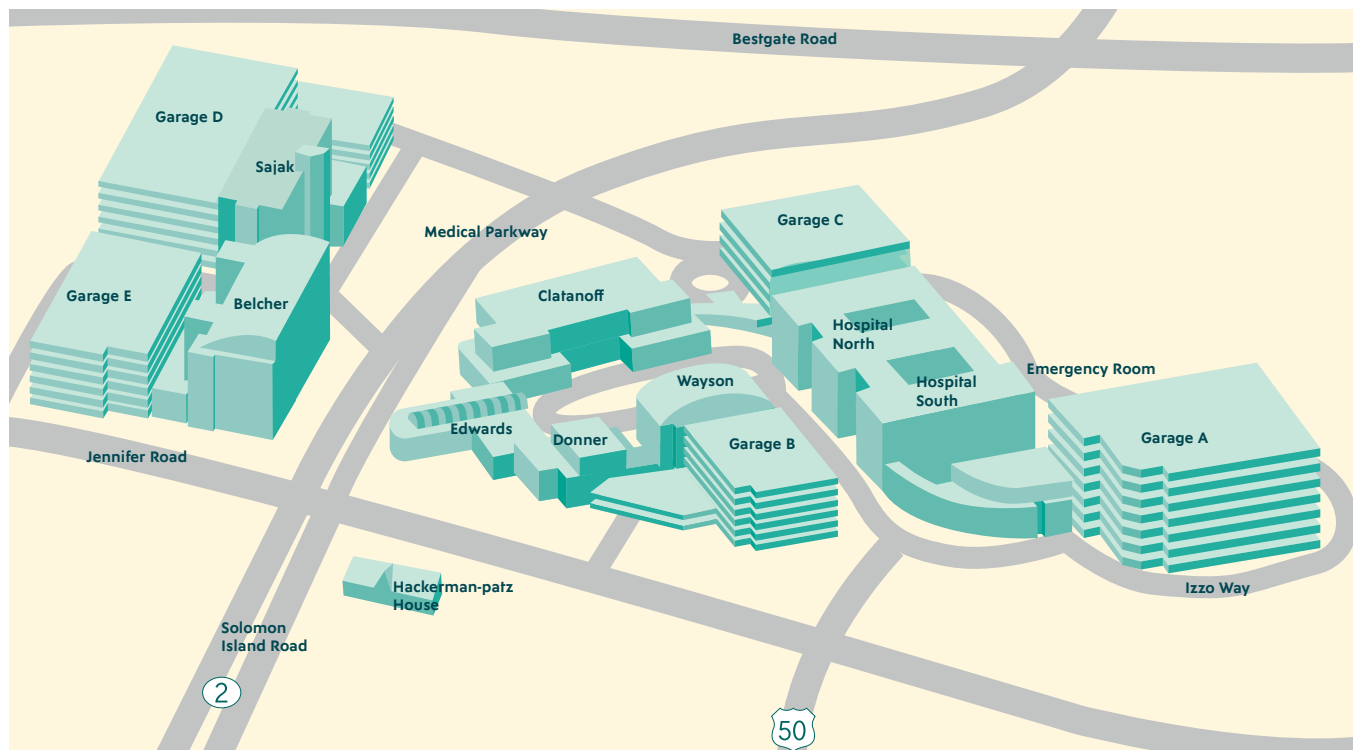 Bestgate Road
Garage D
Sajak
Medical Parkway
Garage C
Garage E
Belcher
Clatanoff
Hospital
North
Emergency Room
Wayson
Hospital
South
Edwards
Donner
Garage B
Garage A
Jennifer Road
Hackerman-patz
House
Izzo Way
Solomon
Island Road
2
50